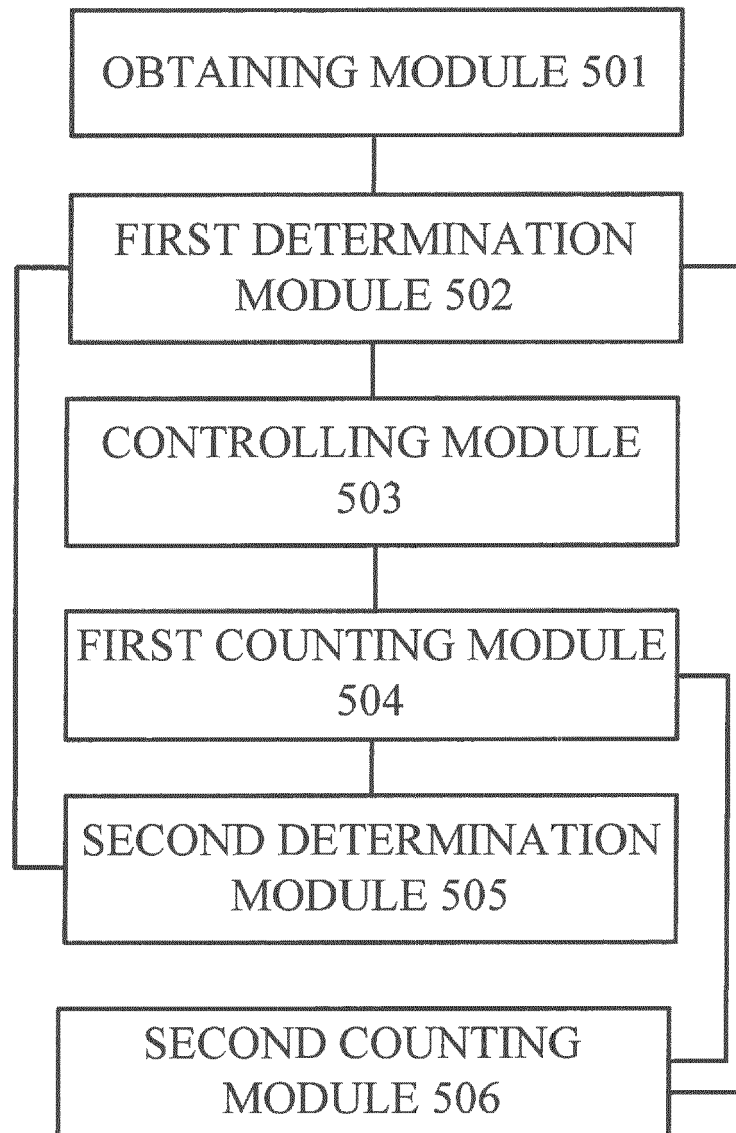 OBTAINING MODULE 501
FIRST DETERMINATION
MODULE 502
CONTROLLING MODULE
503
FIRST COUNTING MODULE
504
SECOND DETERMINATION
MODULE 505
SECOND COUNTING
MODULE 506